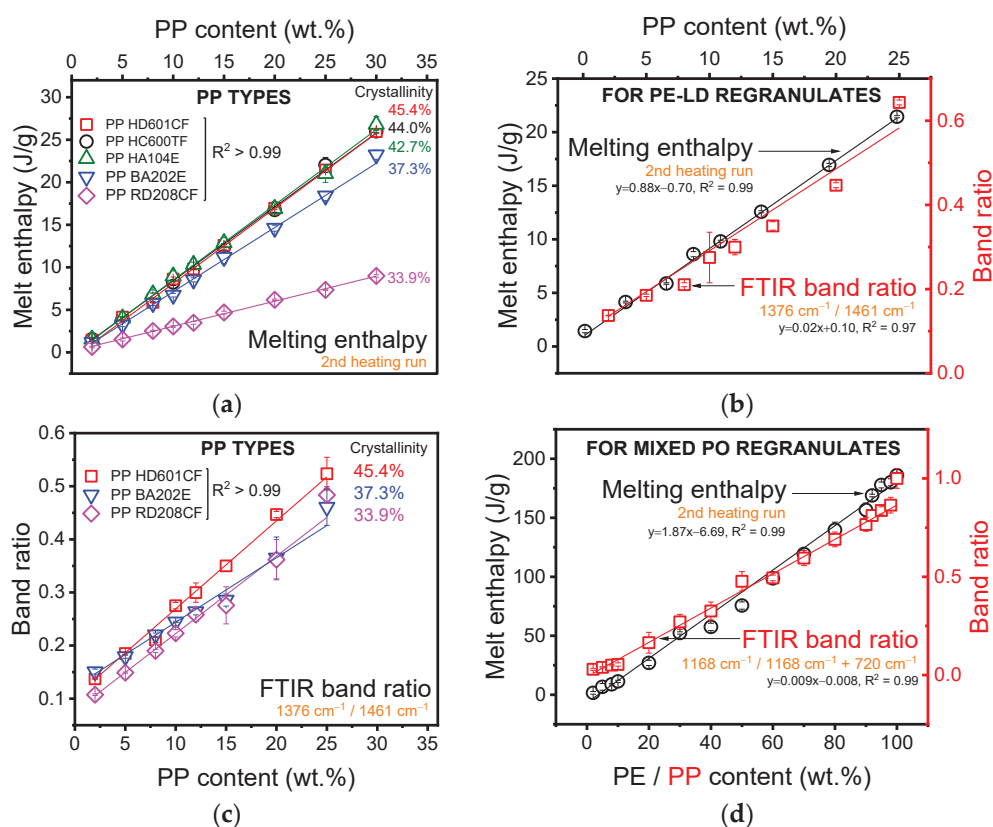 PP content (wt.%)
0 5 10 15 20 25 30 35
PP TYPES
Crystallinity
45.4%
44.0%
42.7%
37.3%
33.9%
PP HD601CF
PP HC600TF
PP HA104E
PP BA202E
PP RD208CF
R² > 0.99
Melt enthalpy (J/g)
30
25
20
15
10
5
0
Melting enthalpy
2nd heating run
(a)
PP content (wt.%)
0 5 10 15 20 25
FOR PE-LD REGRANULATES
Melting enthalpy
2nd heating run
y=0.88x−0.70, R² = 0.99
FTIR band ratio
1376 cm⁻¹ / 1461 cm⁻¹
y=0.02x+0.10, R² = 0.97
Melt enthalpy (J/g)
25
20
15
10
5
0
Band ratio
0.6
0.4
0.2
0.0
(b)
PP TYPES
Crystallinity
45.4%
37.3%
33.9%
PP HD601CF
PP BA202E
PP RD208CF
R² > 0.99
Band ratio
0.6
0.5
0.4
0.3
0.2
0.1
FTIR band ratio
1376 cm⁻¹ / 1461 cm⁻¹
0 5 10 15 20 25 30 35
PP content (wt.%)
(c)
FOR MIXED PO REGRANULATES
Melting enthalpy
2nd heating run
y=1.87x−6.69, R² = 0.99
FTIR band ratio
1168 cm⁻¹ / 1168 cm⁻¹ + 720 cm⁻¹
y=0.009x−0.008, R² = 0.99
Melt enthalpy (J/g)
200
150
100
50
0
Band ratio
1.0
0.5
0.0
0 20 40 60 80 100
PE / PP content (wt.%)
(d)